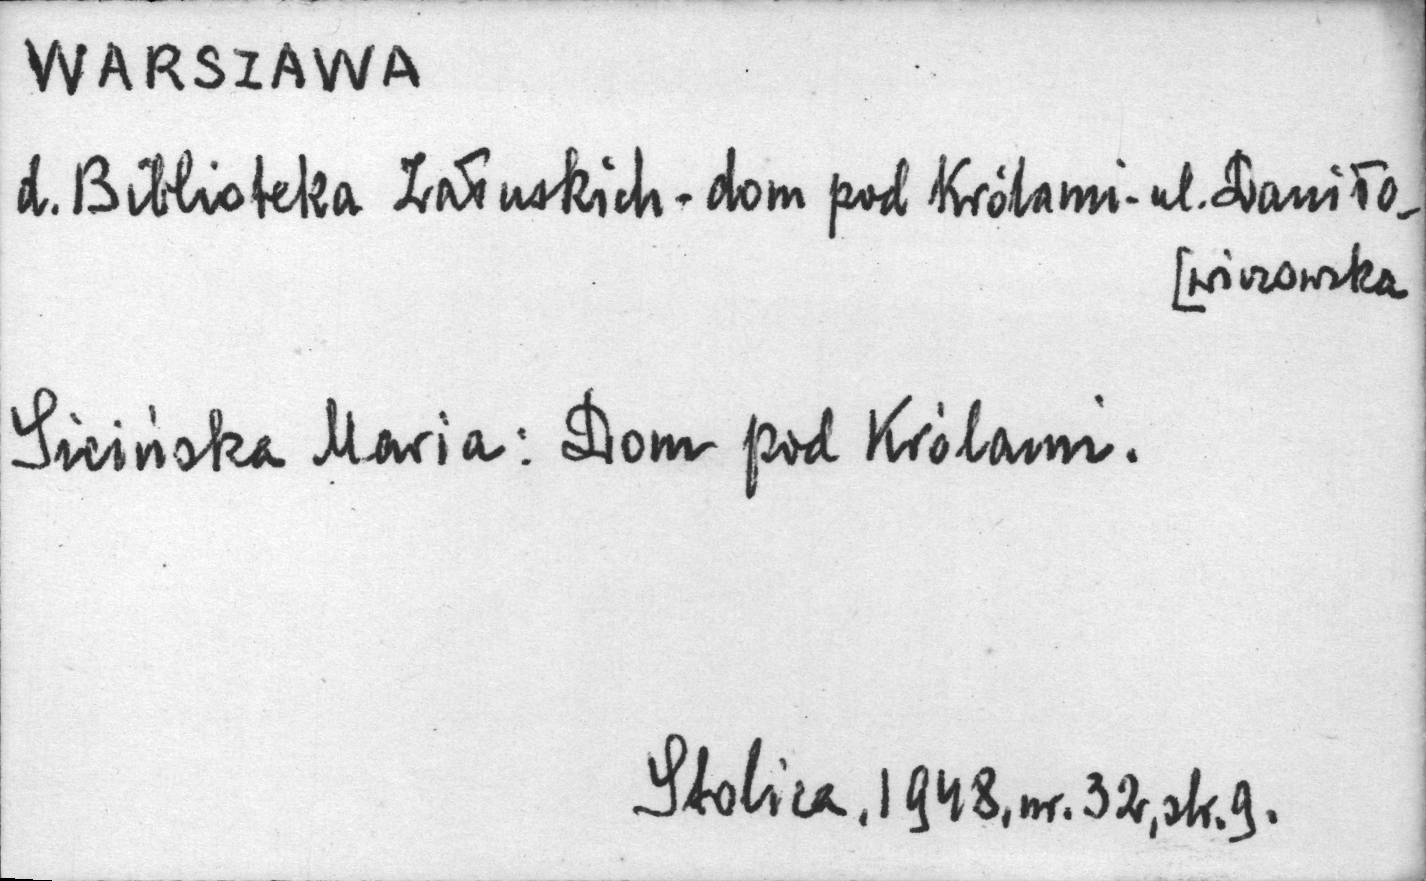 WARSZAWA
d. Biblioteka Załuskich - dom pod Królami - ul. Daniło-
[wiczowska
Sicińska Maria: Dom pod Królami.
Stolica, 1948, nr. 32, str. 9.